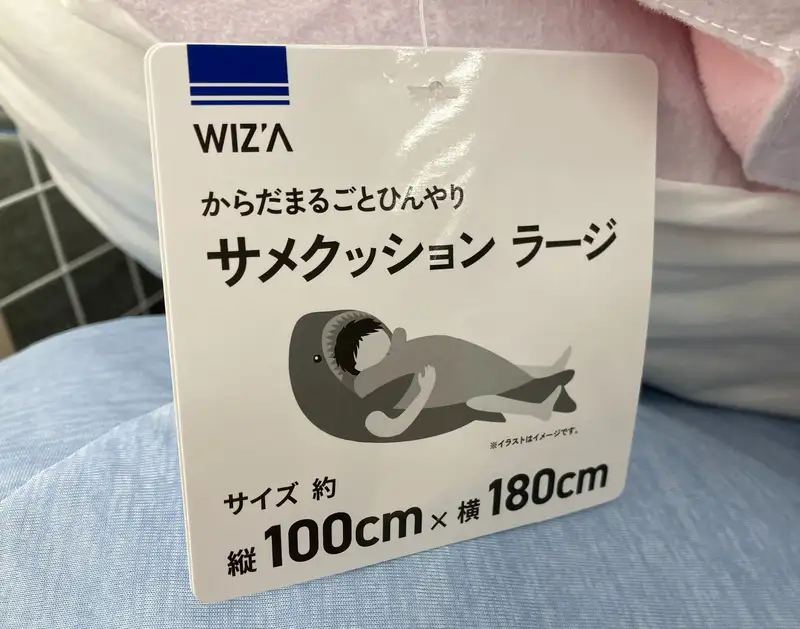 WIZ'A
からだまるごとひんやり
サメクッション ラージ
※イラストはイメージです。
サイズ 約
縦100cm×横180cm